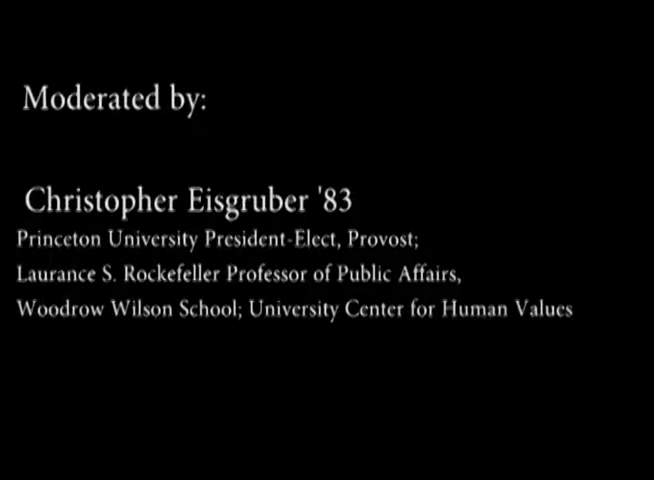 Moderated by:
Christopher Eisgruber '83
Princeton University President-Elect, Provost;
Laurance S. Rockefeller Professor of Public Affairs,
Woodrow Wilson School; University Center for Human Values